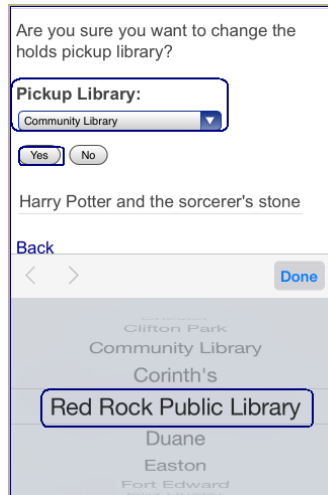 Are you sure you want to change the
holds pickup library?
Pickup Library:
Community Library
Yes No
Harry Potter and the sorcerer's stone
Back
Done
Clifton Park
Community Library
Corinth's
Red Rock Public Library
Duane
Easton
Fort Edward